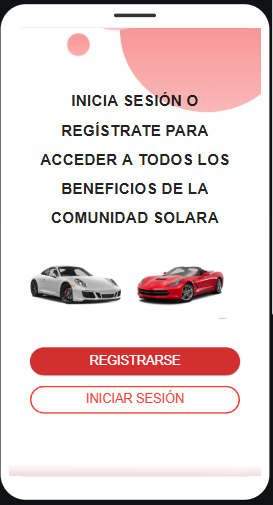 INICIA SESIÓN O
REGÍSTRATE PARA
ACCEDER A TODOS LOS
BENEFICIOS DE LA
COMUNIDAD SOLARA
REGISTRARSE
INICIAR SESIÓN